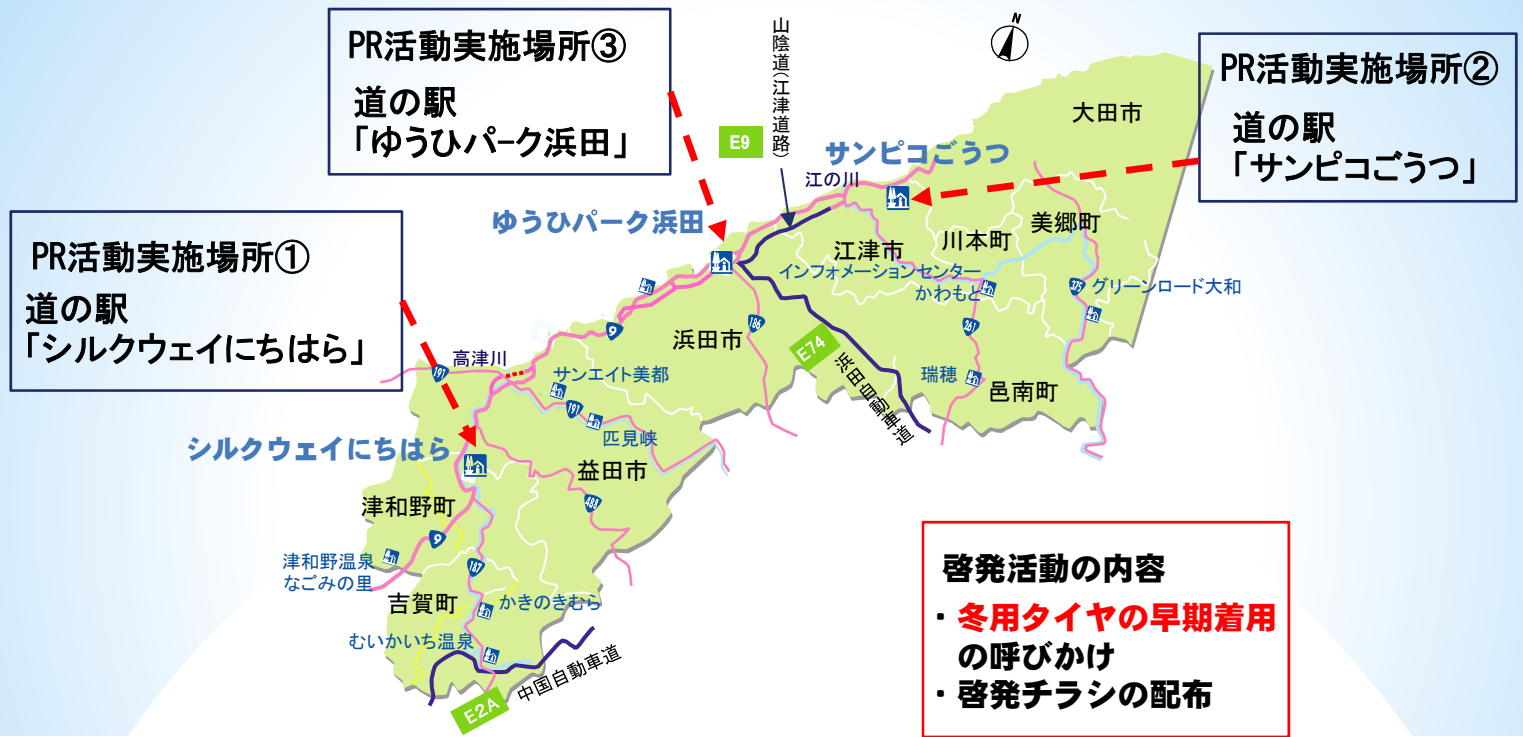 PR活動実施場所③
道の駅
「ゆうひパーク浜田」
山陰道(江津道路)
N
PR活動実施場所②
道の駅
「サンピコごうつ」
大田市
E9
サンピコごうつ
江の川
ゆうひパーク浜田
美郷町
川本町
江津市
インフォメーションセンター
かわもと
375
グリーンロード大和
PR活動実施場所①
道の駅
「シルクウェイにちはら」
9
186
261
浜田市
E74
浜田自動車道
高津川
191
サンエイト美都
瑞穂
邑南町
191
匹見峡
シルクウェイにちはら
益田市
488
津和野町
9
津和野温泉
なごみの里
187
吉賀町
かきのきむら
むいかいち温泉
中国自動車道
E2A
啓発活動の内容
・冬用タイヤの早期着用
の呼びかけ
・啓発チラシの配布